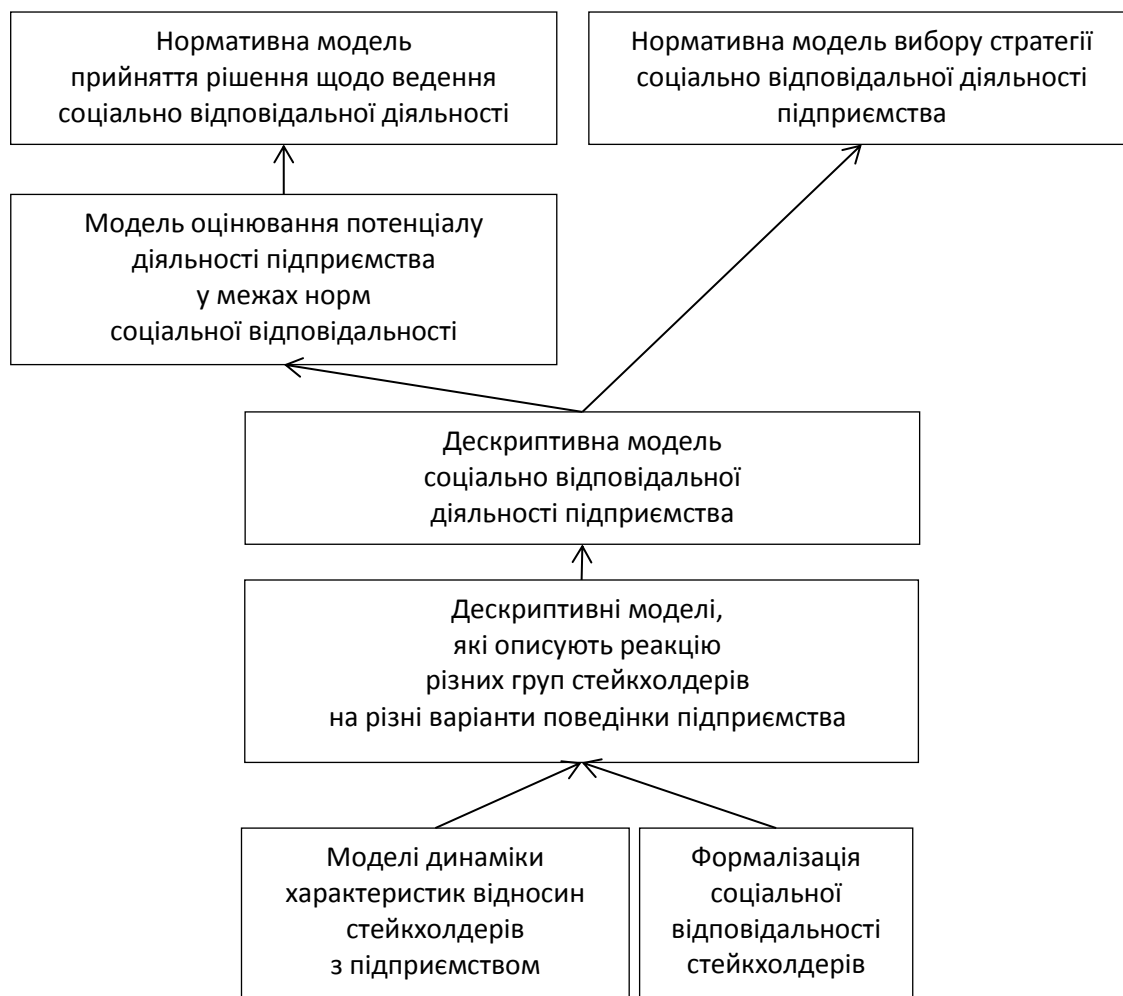 Нормативна модель
прийняття рішення щодо ведення
соціально відповідальної діяльності
Нормативна модель вибору стратегії
соціально відповідальної діяльності
підприємства
Модель оцінювання потенціалу
діяльності підприємства
у межах норм
соціальної відповідальності
Дескриптивна модель
соціально відповідальної
діяльності підприємства
Дескриптивні моделі,
які описують реакцію
різних груп стейкхолдерів
на різні варіанти поведінки підприємства
Моделі динаміки
характеристик відносин
стейкхолдерів
з підприємством
Формалізація
соціальної
відповідальності
стейкхолдерів